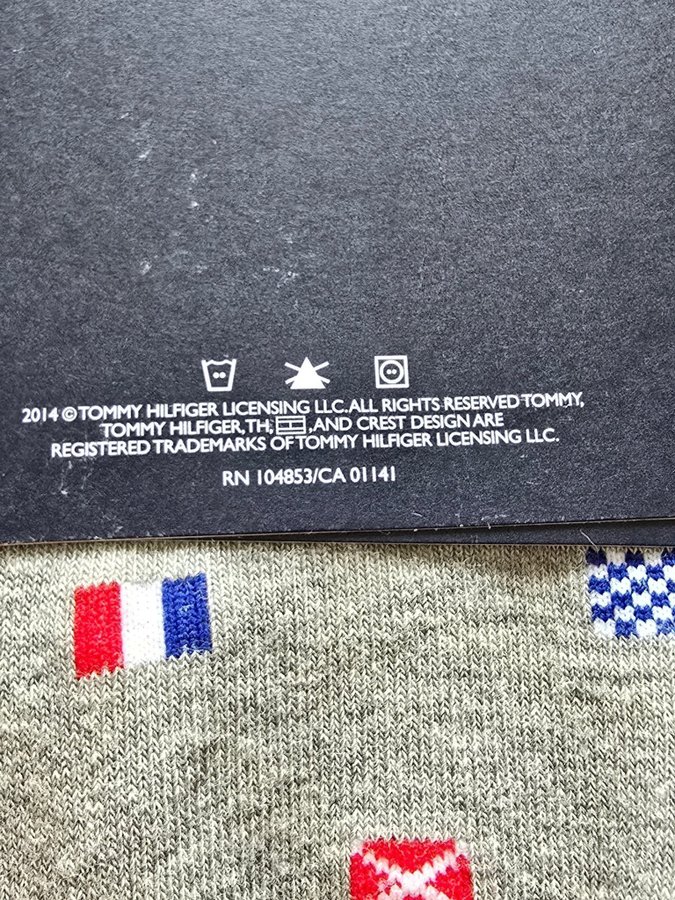 2014 © TOMMY HILFIGER LICENSING LLC. ALL RIGHTS RESERVED TOMMY,
TOMMY HILFIGER, TH, , AND CREST DESIGN ARE
REGISTERED TRADEMARKS OF TOMMY HILFIGER LICENSING LLC.
RN 104853/CA 01141